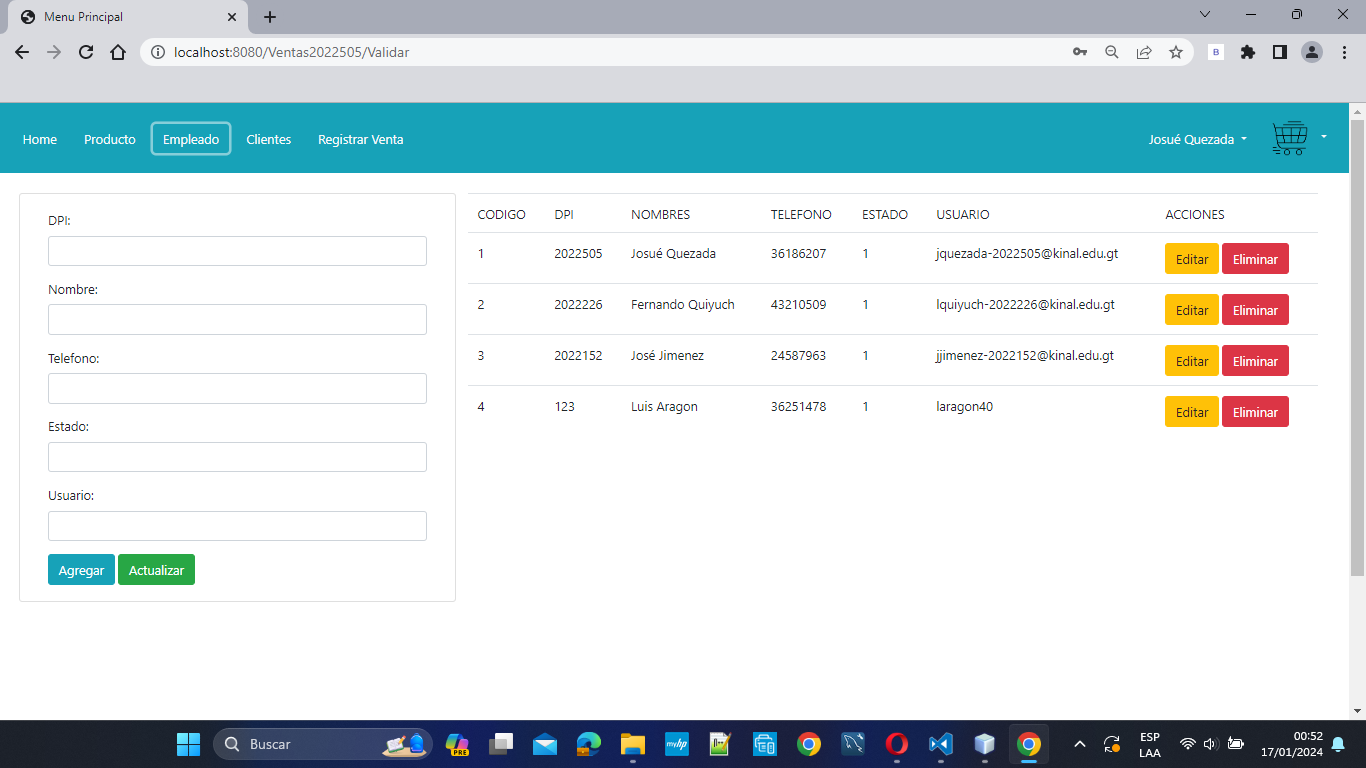 Menu Principal
localhost:8080/Ventas2022505/Validar
B
Home Producto Empleado Clientes Registrar Venta Josué Quezada
DPI:
Nombre:
Telefono:
Estado:
Usuario:
Agregar Actualizar
CODIGO DPI NOMBRES TELEFONO ESTADO USUARIO ACCIONES
1 2022505 Josué Quezada 36186207 1 jquezada-2022505@kinal.edu.gt Editar Eliminar
2 2022226 Fernando Quiyuch 43210509 1 lquiyuch-2022226@kinal.edu.gt Editar Eliminar
3 2022152 José Jimenez 24587963 1 jjimenez-2022152@kinal.edu.gt Editar Eliminar
4 123 Luis Aragon 36251478 1 laragon40 Editar Eliminar
Buscar
PRE
myhp
ESP
LAA
00:52
17/01/2024